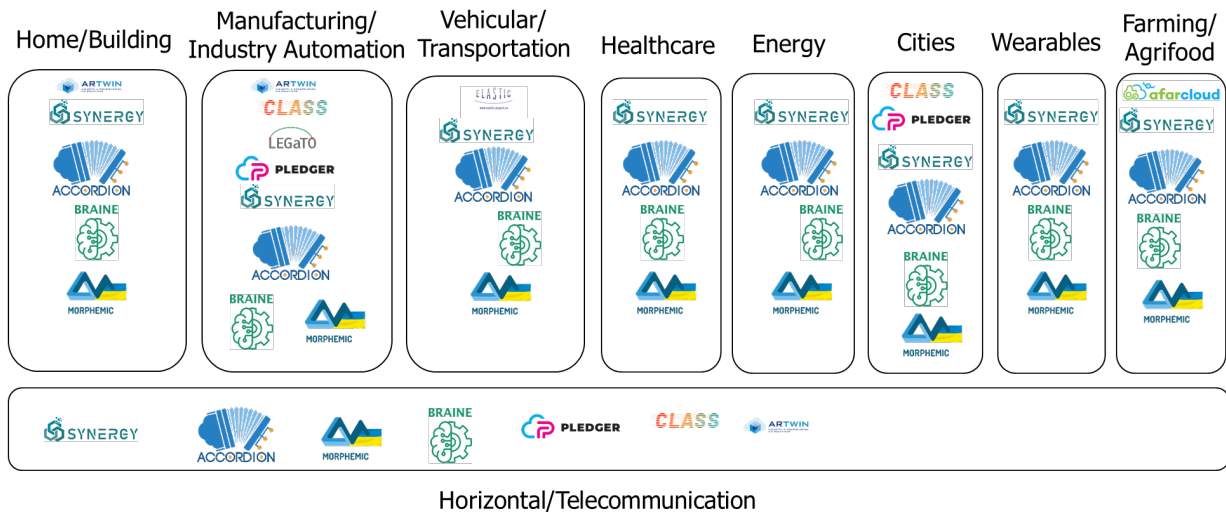 Home/Building
Manufacturing/
Industry Automation
Vehicular/
Transportation
Healthcare
Energy
Cities
Wearables
Farming/
Agrifood
ARTWIN
SYNERGY
ACCORDION
BRAINE
MORPHEMIC
ARTWIN
CLASS
LEGaTO
PLEDGER
SYNERGY
ACCORDION
BRAINE
MORPHEMIC
ELASTIC
SYNERGY
ACCORDION
BRAINE
MORPHEMIC
SYNERGY
ACCORDION
BRAINE
MORPHEMIC
SYNERGY
ACCORDION
BRAINE
MORPHEMIC
CLASS
PLEDGER
SYNERGY
ACCORDION
BRAINE
MORPHEMIC
SYNERGY
ACCORDION
BRAINE
MORPHEMIC
afarcloud
SYNERGY
ACCORDION
BRAINE
MORPHEMIC
SYNERGY
ACCORDION
MORPHEMIC
BRAINE
PLEDGER
CLASS
ARTWIN
Horizontal/Telecommunication